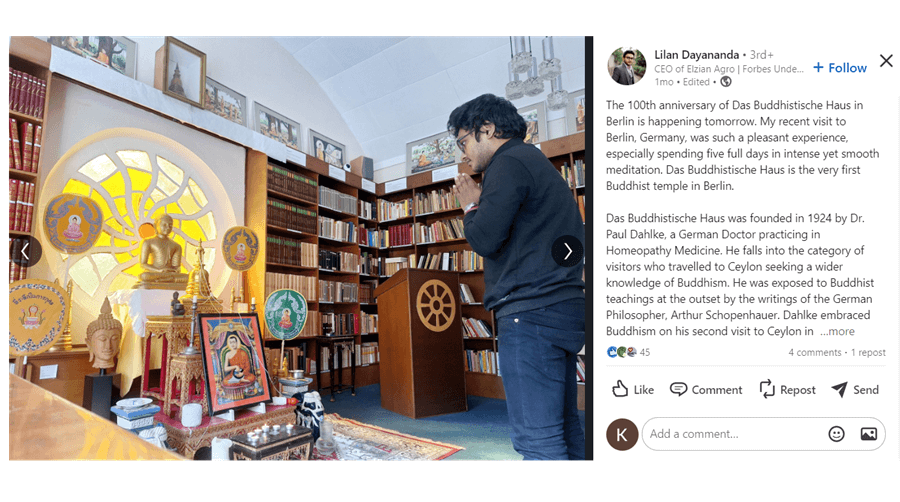 Lilan Dayananda • 3rd+
CEO of Elzian Agro | Forbes Unde...
1mo • Edited •
+ Follow
The 100th anniversary of Das Buddhistische Haus in
Berlin is happening tomorrow. My recent visit to
Berlin, Germany, was such a pleasant experience,
especially spending five full days in intense yet smooth
meditation. Das Buddhistische Haus is the very first
Buddhist temple in Berlin.
Das Buddhistische Haus was founded in 1924 by Dr.
Paul Dahlke, a German Doctor practicing in
Homeopathy Medicine. He falls into the category of
visitors who travelled to Ceylon seeking a wider
knowledge of Buddhism. He was exposed to Buddhist
teachings at the outset by the writings of the German
Philosopher, Arthur Schopenhauer. Dahlke embraced
Buddhism on his second visit to Ceylon in ...more
45
4 comments • 1 repost
Like
Comment
Repost
Send
K
Add a comment...